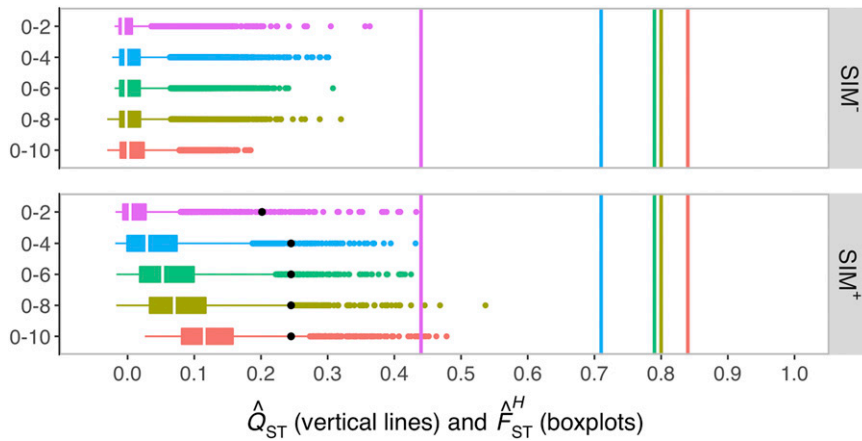 0-2
0-4
0-6
0-8
0-10
SIM⁻
0-2
0-4
0-6
0-8
0-10
SIM⁺
0.0 0.1 0.2 0.3 0.4 0.5 0.6 0.7 0.8 0.9 1.0
Q̂ST (vertical lines) and F̂ᴴST (boxplots)